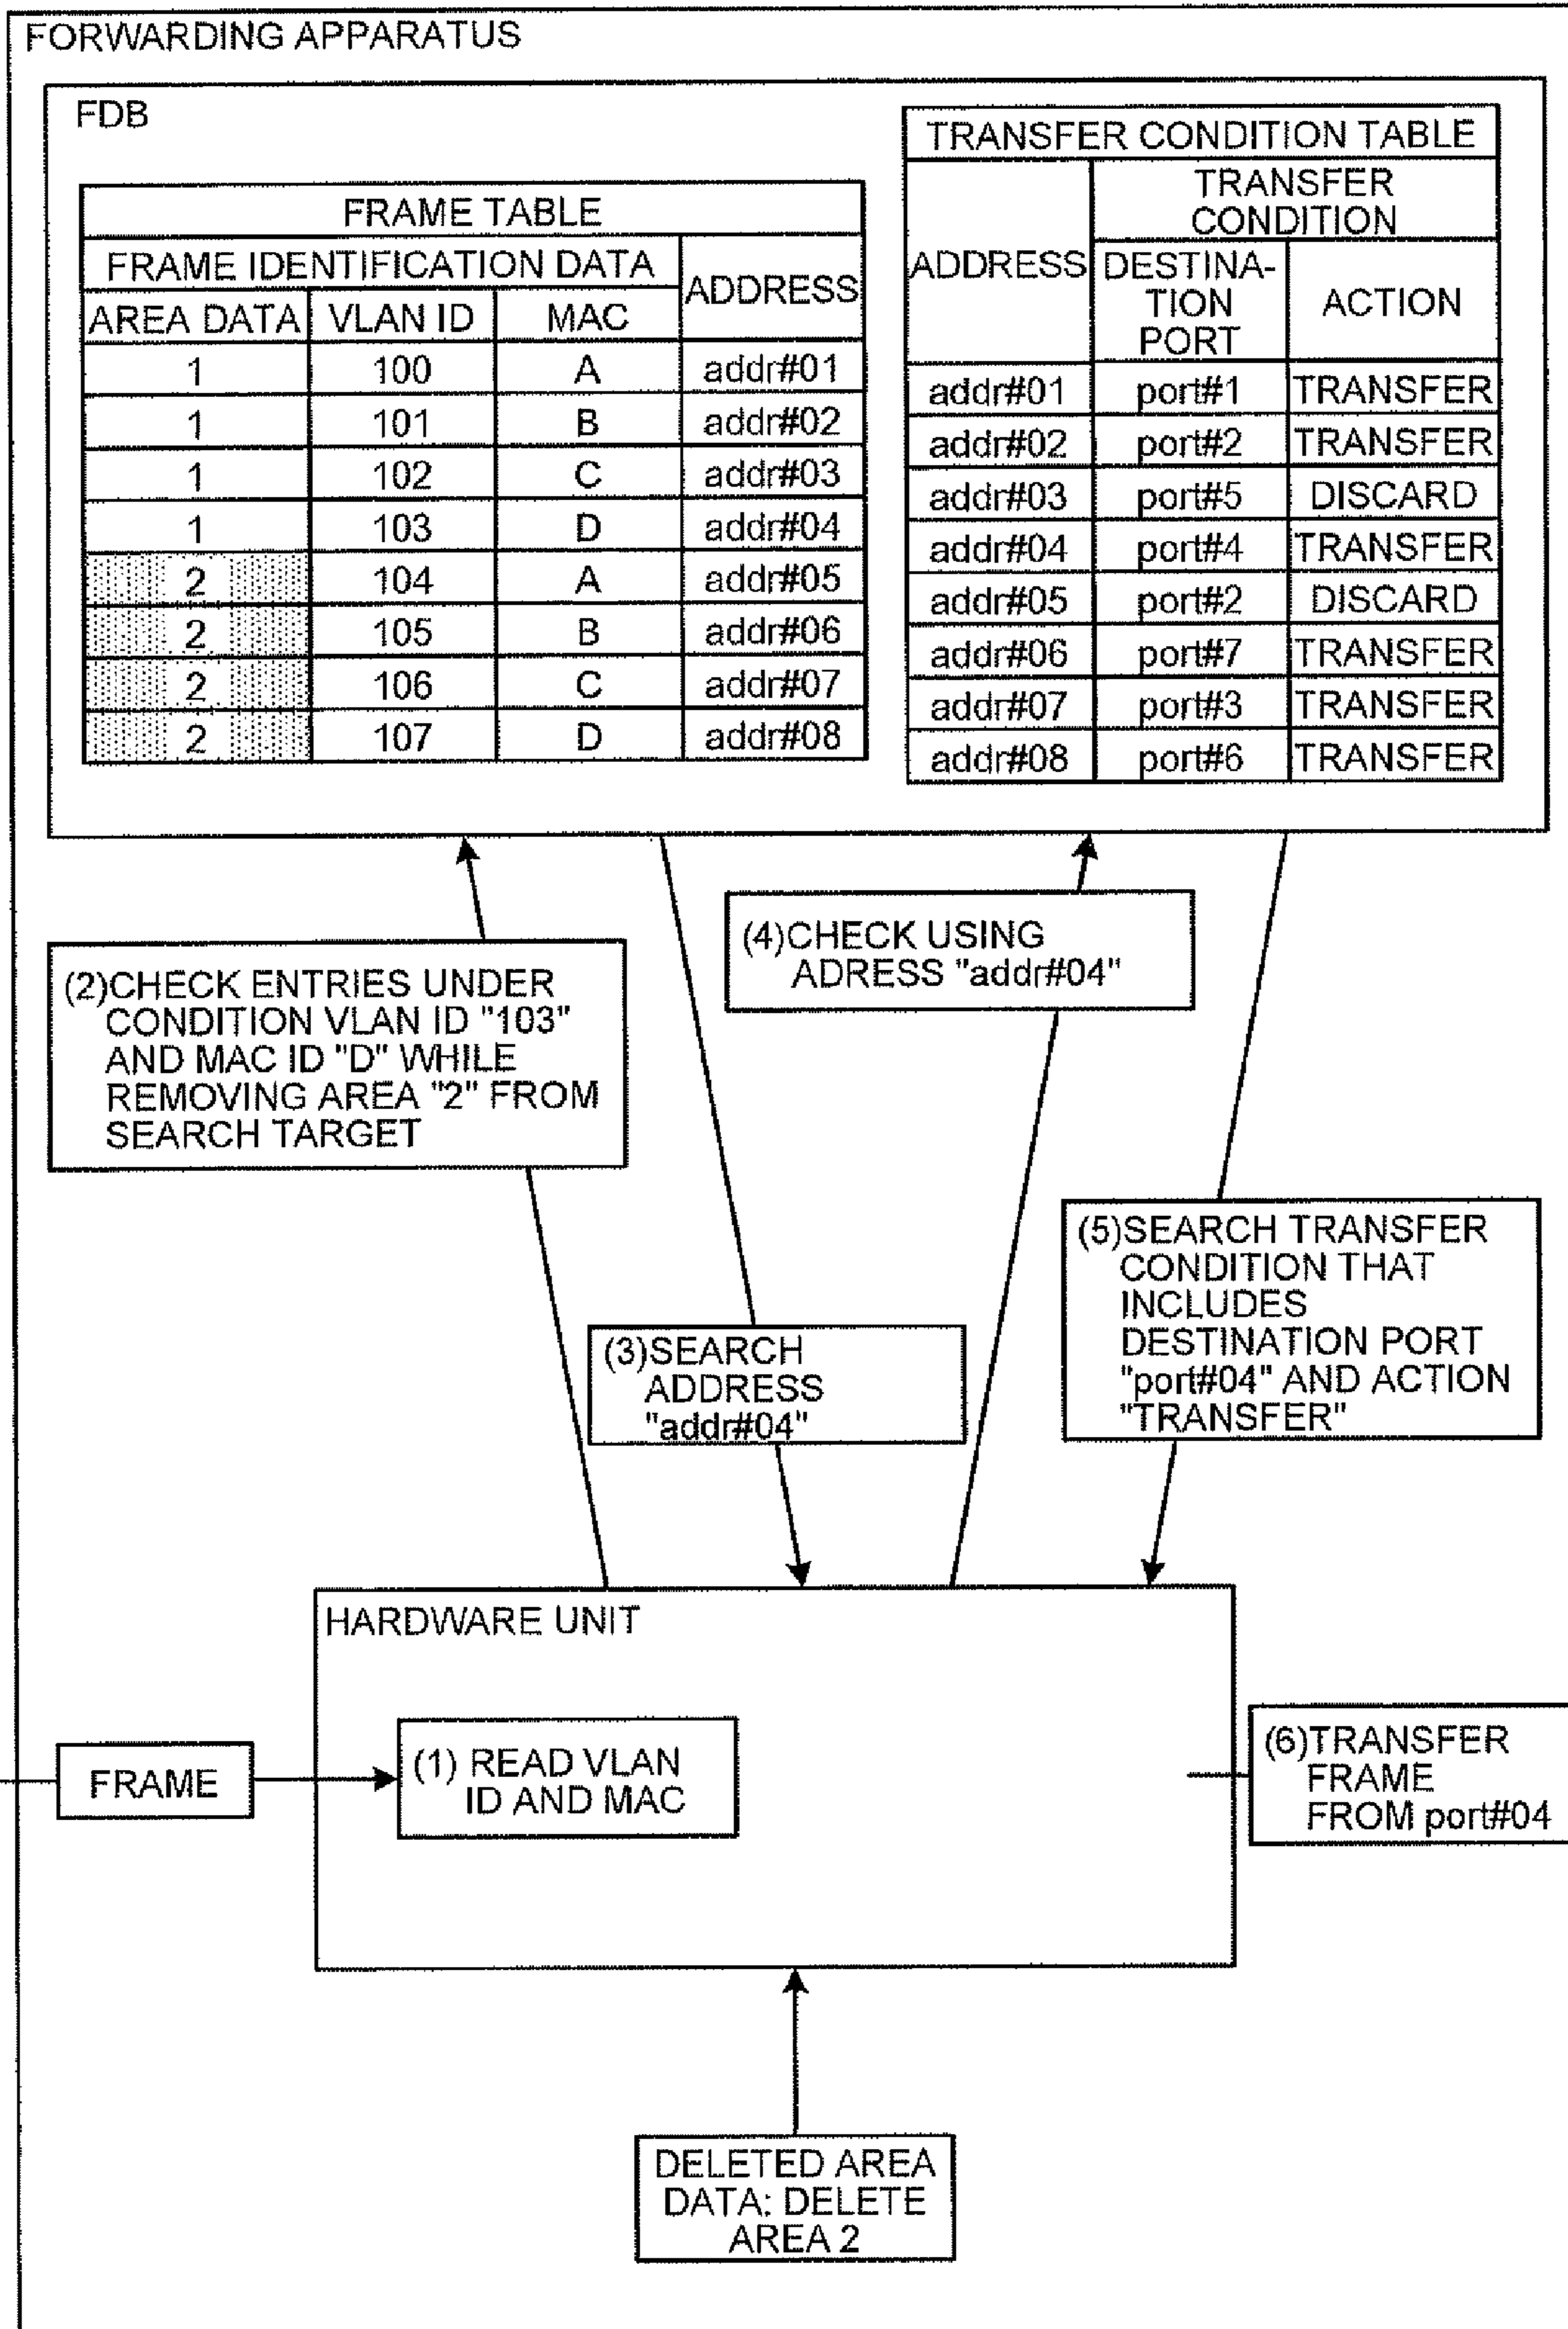 FORWARDING APPARATUS
FDB
FRAME TABLE
FRAME IDENTIFICATION DATA
ADDRESS
AREA DATA VLAN ID MAC
1 100 A addr#01
1 101 B addr#02
1 102 C addr#03
1 103 D addr#04
2 104 A addr#05
2 105 B addr#06
2 106 C addr#07
2 107 D addr#08
TRANSFER CONDITION TABLE
ADDRESS
TRANSFER
CONDITION
DESTINA-
TION
PORT
ACTION
addr#01 port#1 TRANSFER
addr#02 port#2 TRANSFER
addr#03 port#5 DISCARD
addr#04 port#4 TRANSFER
addr#05 port#2 DISCARD
addr#06 port#7 TRANSFER
addr#07 port#3 TRANSFER
addr#08 port#6 TRANSFER
(2)CHECK ENTRIES UNDER
CONDITION VLAN ID "103"
AND MAC ID "D" WHILE
REMOVING AREA "2" FROM
SEARCH TARGET
(4)CHECK USING
ADRESS "addr#04"
(3)SEARCH
ADDRESS
"addr#04"
(5)SEARCH TRANSFER
CONDITION THAT
INCLUDES
DESTINATION PORT
"port#04" AND ACTION
"TRANSFER"
HARDWARE UNIT
FRAME
(1) READ VLAN
ID AND MAC
(6)TRANSFER
FRAME
FROM port#04
DELETED AREA
DATA: DELETE
AREA 2